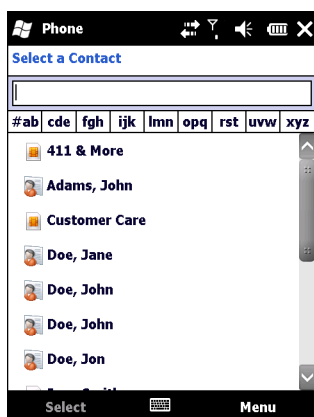 Phone
Select a Contact
#ab cde fgh ijk lmn opq rst uvw xyz
411 & More
Adams, John
Customer Care
Doe, Jane
Doe, John
Doe, John
Doe, Jon
Select Menu